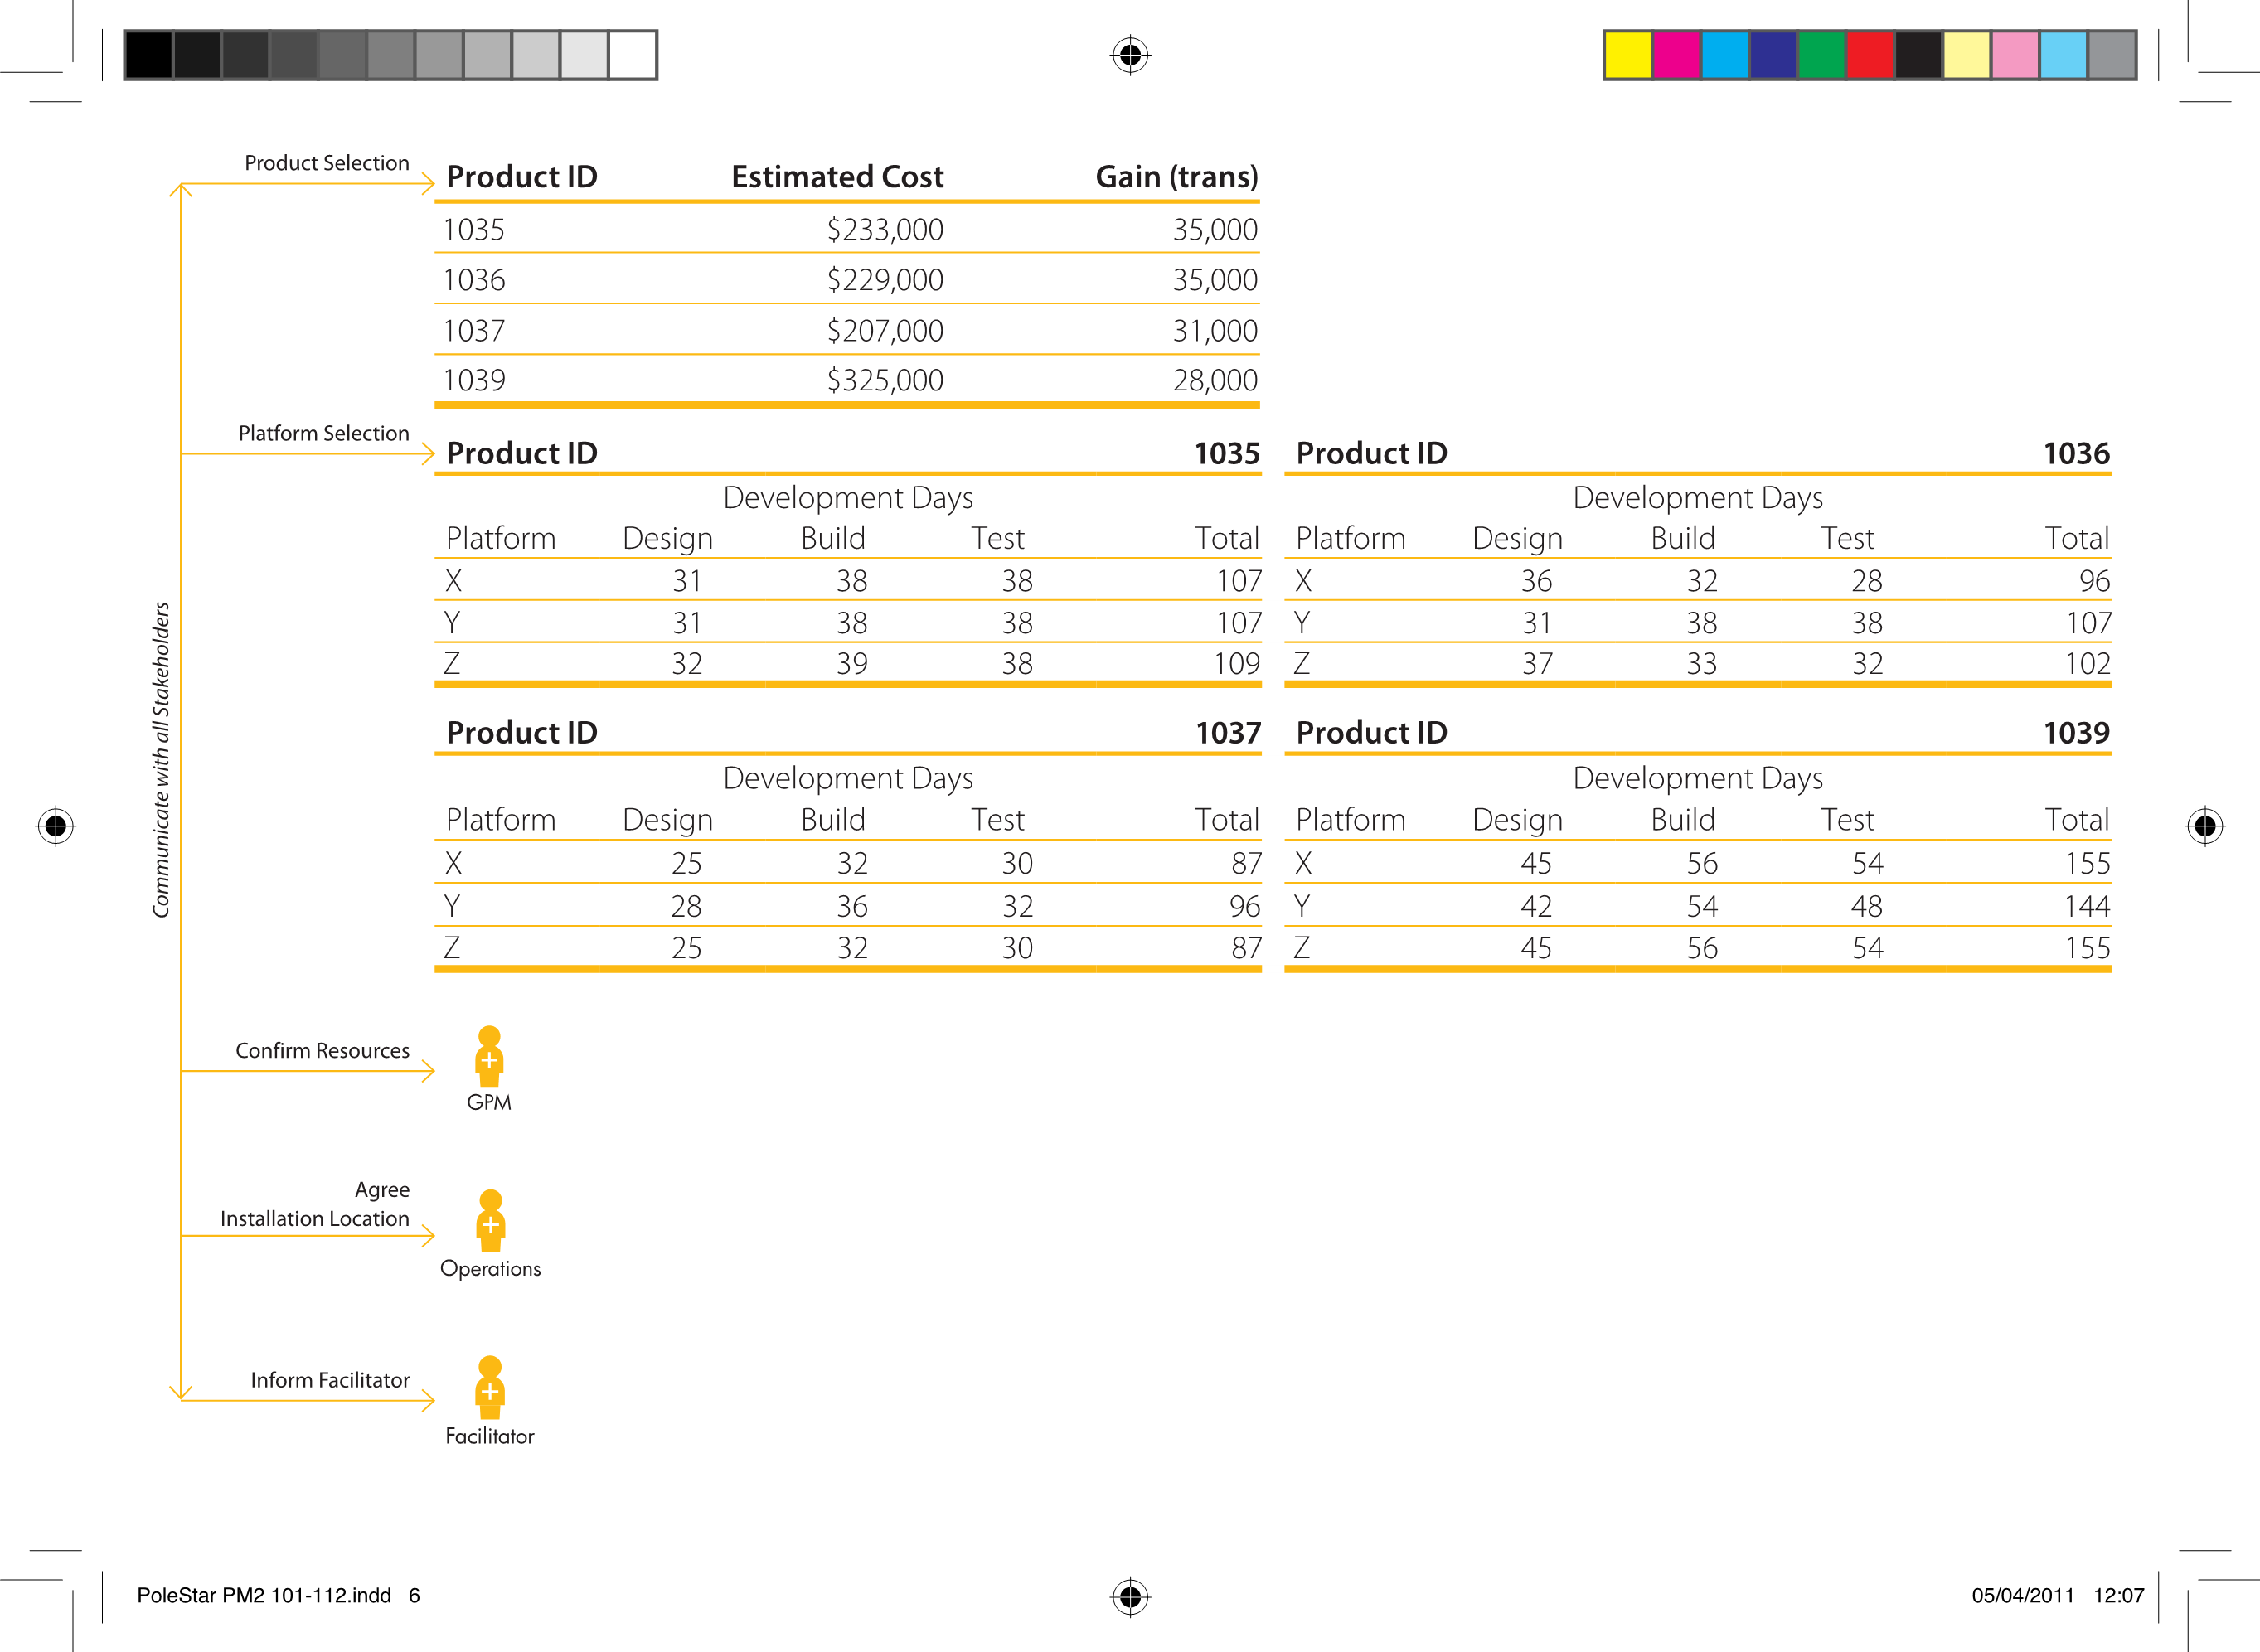 Product Selection
Product ID Estimated Cost Gain (trans)
1035 $233,000 35,000
1036 $229,000 35,000
1037 $207,000 31,000
1039 $325,000 28,000
Platform Selection
Product ID 1035
Development Days
Platform Design Build Test Total
X 31 38 38 107
Y 31 38 38 107
Z 32 39 38 109
Product ID 1036
Development Days
Platform Design Build Test Total
X 36 32 28 96
Y 31 38 38 107
Z 37 33 32 102
Communicate with all Stakeholders
Product ID 1037
Development Days
Platform Design Build Test Total
X 25 32 30 87
Y 28 36 32 96
Z 25 32 30 87
Product ID 1039
Development Days
Platform Design Build Test Total
X 45 56 54 155
Y 42 54 48 144
Z 45 56 54 155
Confirm Resources
GPM
Agree
Installation Location
Operations
Inform Facilitator
Facilitator
PoleStar PM2 101-112.indd 6
05/04/2011 12:07